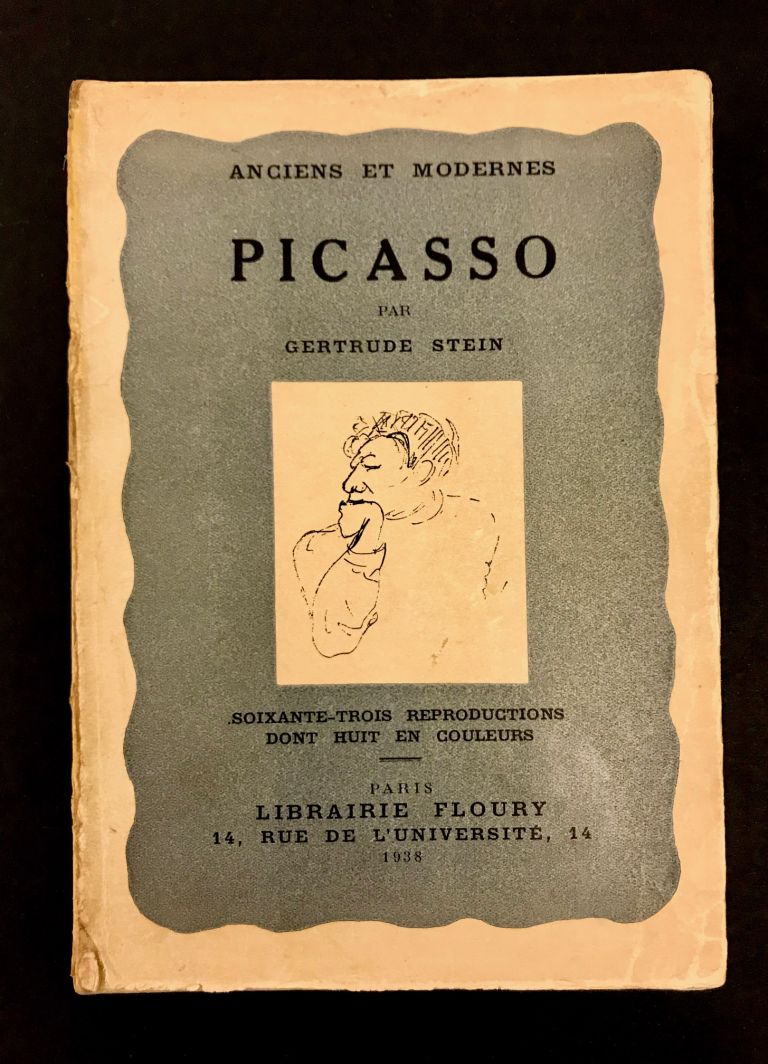 ANCIENS ET MODERNES
PICASSO
PAR
GERTRUDE STEIN
.SOIXANTE-TROIS REPRODUCTIONS
DONT HUIT EN COULEURS
PARIS
LIBRAIRIE FLOURY
14, RUE DE L'UNIVERSITÉ, 14
1938